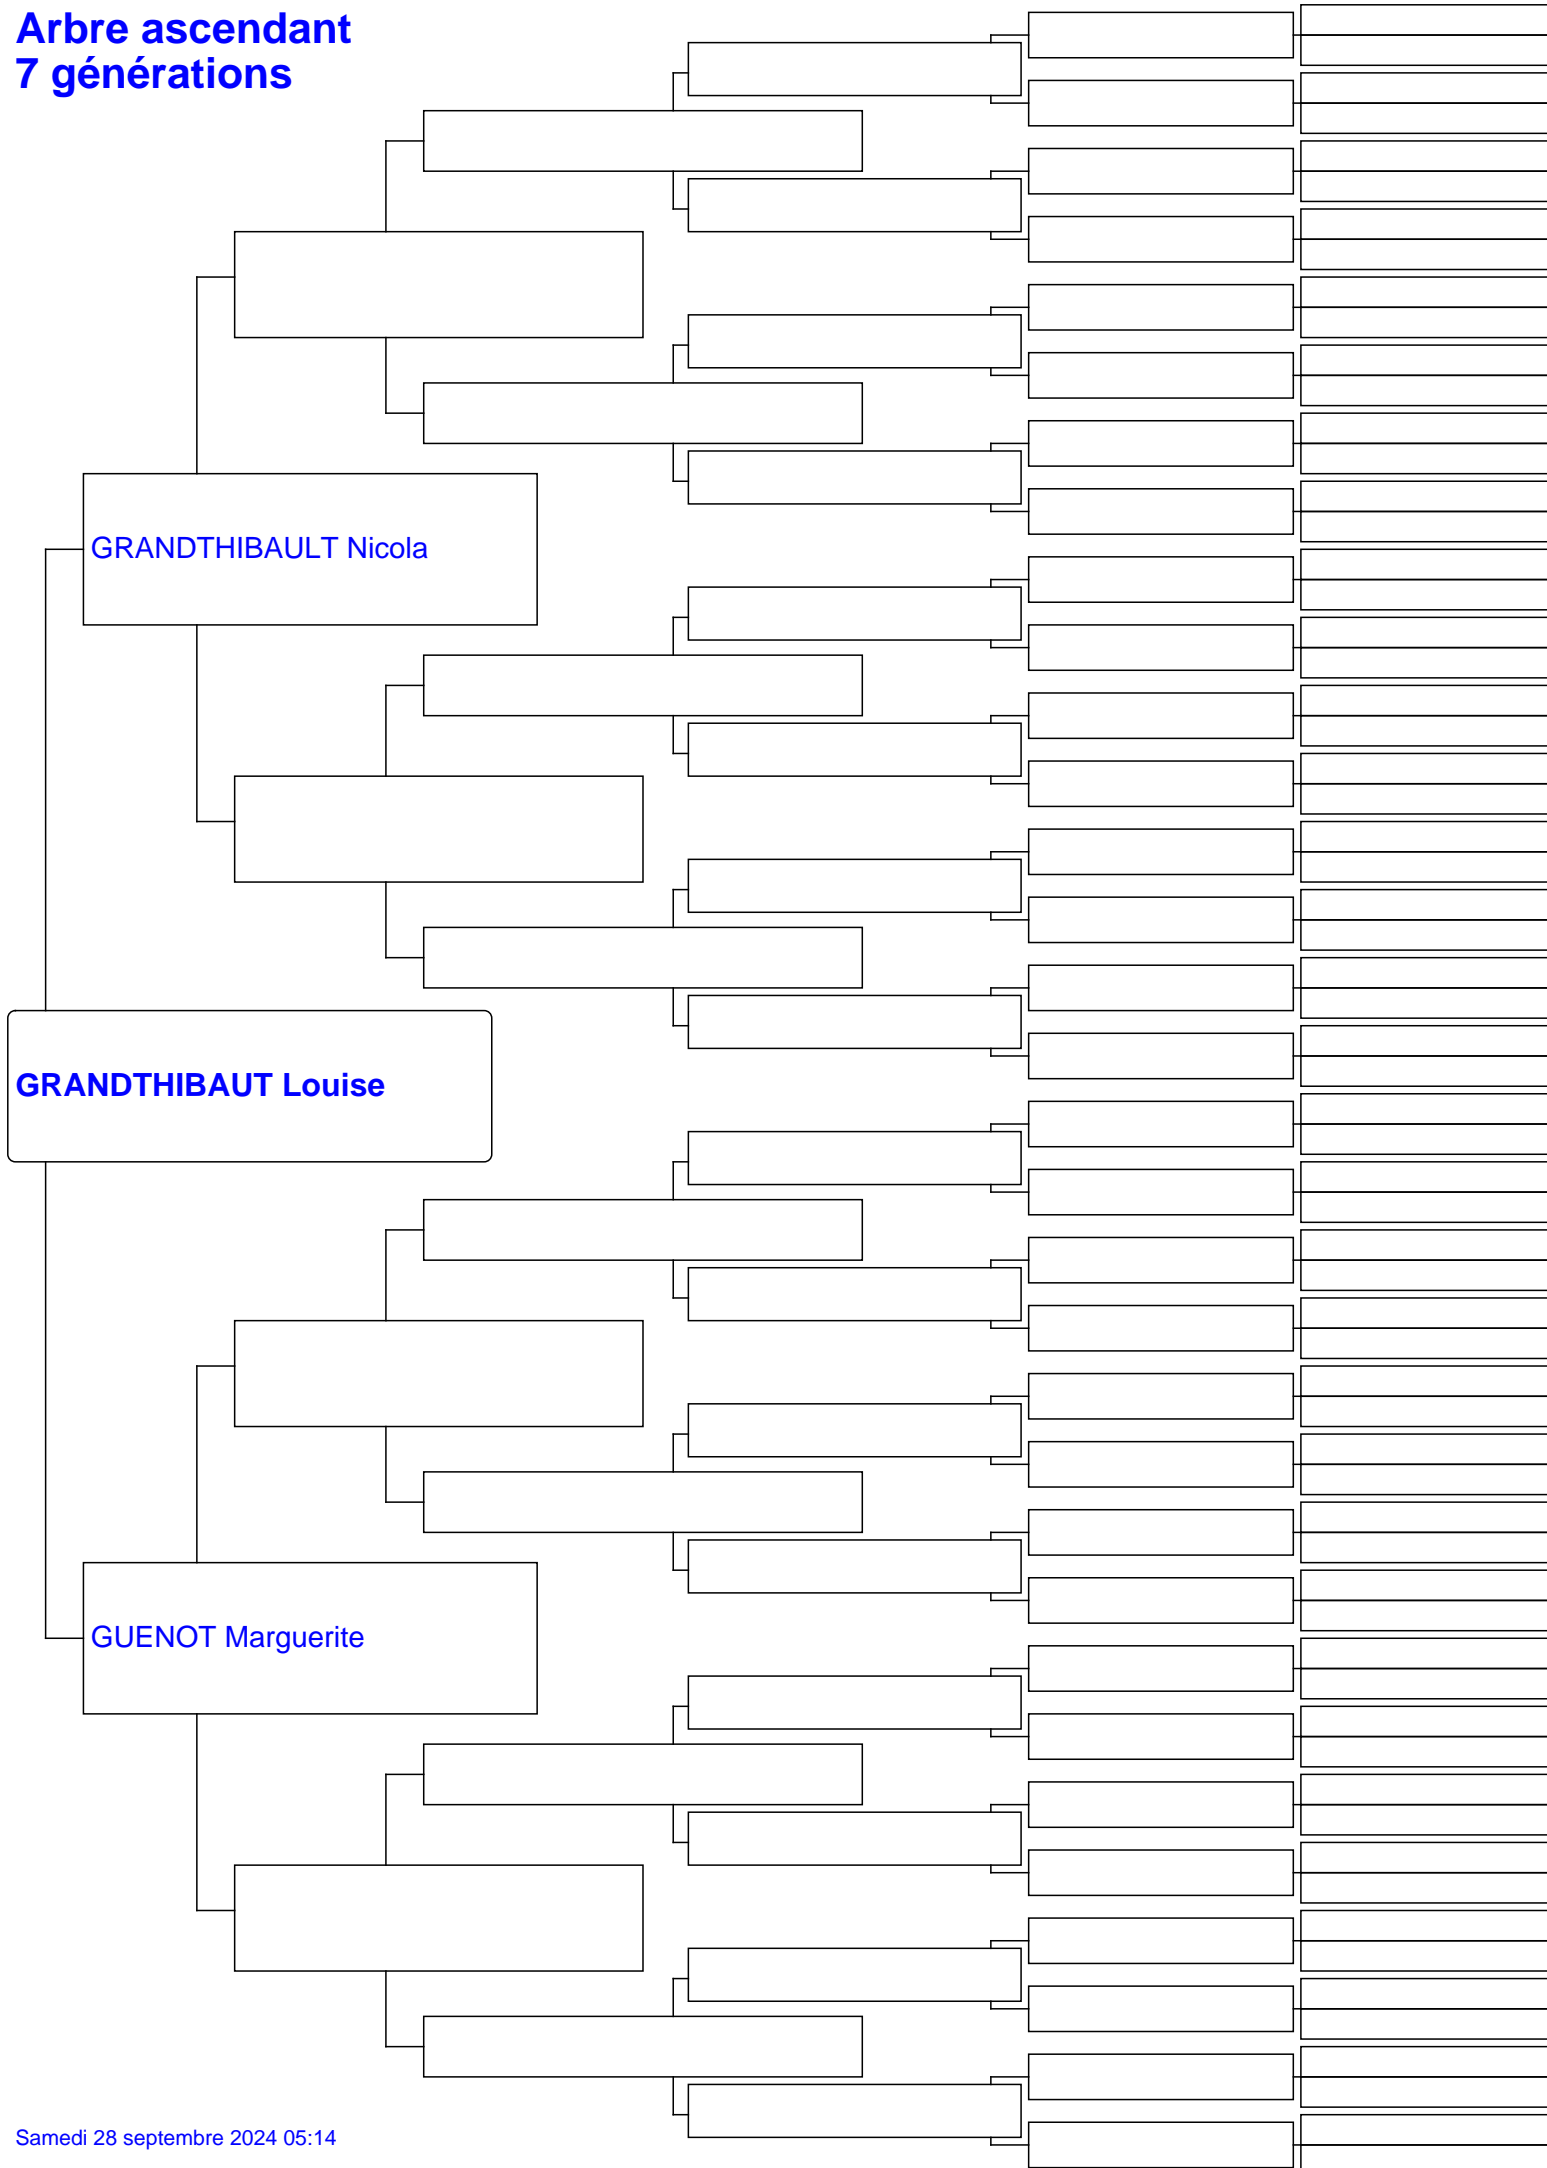 Arbre ascendant
7 générations
GRANDTHIBAULT Nicola
GRANDTHIBAUT Louise
GUENOT Marguerite
Samedi 28 septembre 2024 05:14